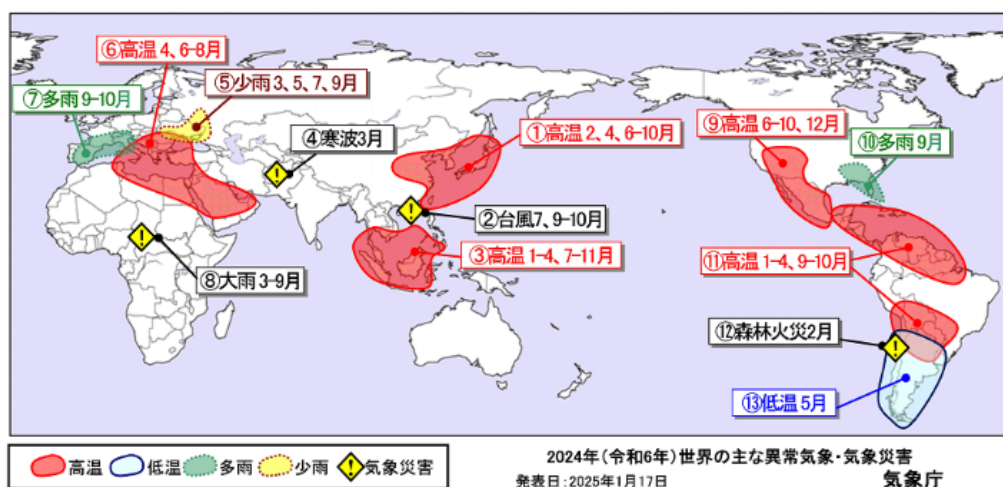 ⑥高温 4、6-8月
⑤少雨 3、5、7、9月
⑦多雨 9-10月
④寒波3月
①高温 2、4、6-10月
⑨高温 6-10、12月
⑩多雨 9月
②台風7、9-10月
③高温 1-4、7-11月
⑪高温 1-4、9-10月
⑧大雨 3-9月
⑫森林火災2月
⑬低温 5月
高温 低温 多雨 少雨 気象災害
2024年(令和6年)世界の主な異常気象・気象災害
発表日:2025年1月17日 気象庁